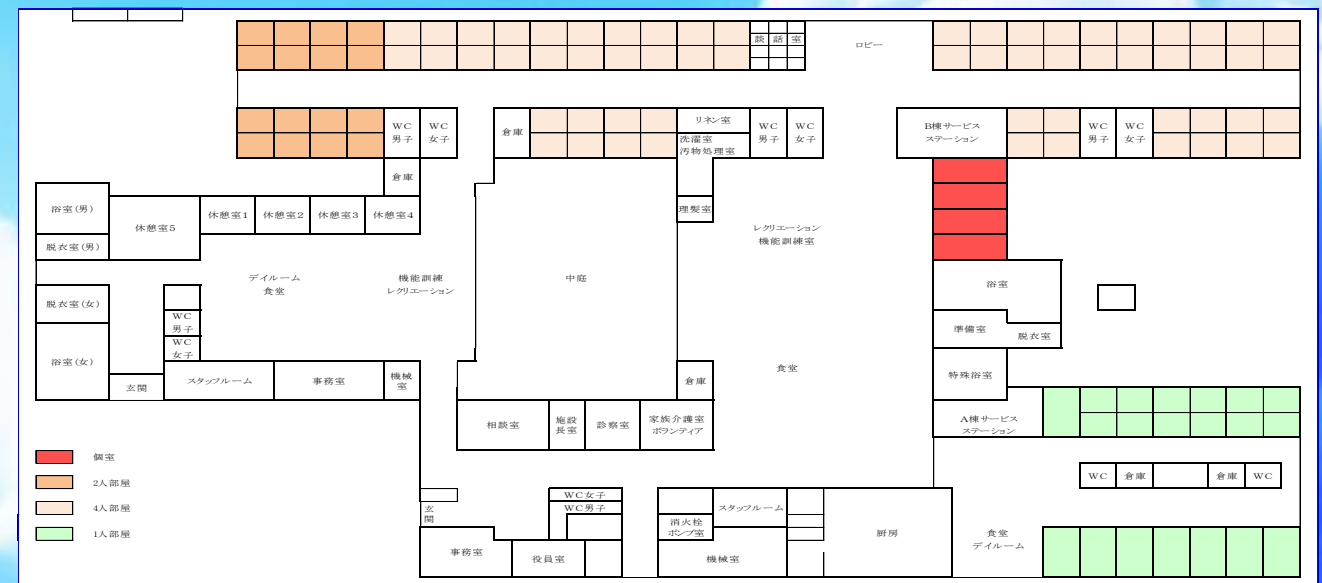 談 話 室
ロビー
WC
男子
WC
女子
倉庫
リネン室
洗濯室
汚物処理室
WC
男子
WC
女子
B棟サービス
ステーション
WC
男子
WC
女子
倉庫
浴室(男)
休憩室5
休憩室1
休憩室2
休憩室3
休憩室4
理髪室
脱衣室(男)
レクリエーション
機能訓練室
デイルーム
食堂
機能訓練
レクリエーション
中庭
浴室
脱衣室(女)
WC
男子
WC
女子
準備室
脱衣室
浴室(女)
玄関
スタッフルーム
事務室
機械
室
倉庫
食堂
特殊浴室
相談室
施設
長室
診察室
家族介護室
ボランティア
A棟サービス
ステーション
個室
2人部屋
4人部屋
1人部屋
WC
倉庫
倉庫
WC
玄
関
WC女子
WC男子
スタッフルーム
消火栓
ポンプ室
厨房
食堂
デイルーム
事務室
役員室
機械室